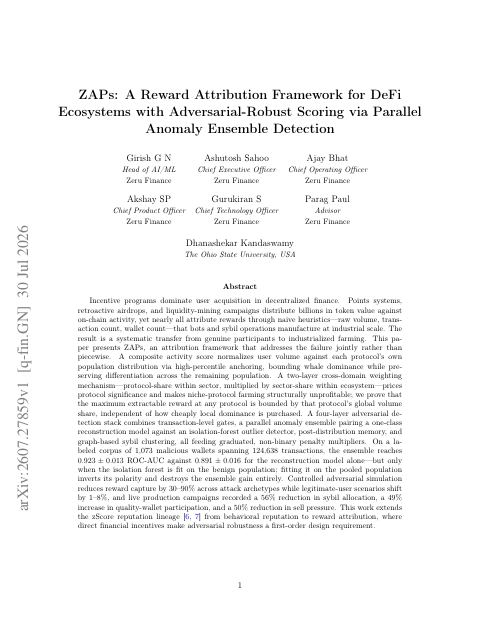 ZAPs: A Reward Attribution Framework for DeFi
Ecosystems with Adversarial-Robust Scoring via Parallel
Anomaly Ensemble Detection
Girish G N
Head of AI/ML
Zeru Finance
Ashutosh Sahoo
Chief Executive Officer
Zeru Finance
Ajay Bhat
Chief Operating Officer
Zeru Finance
Akshay SP
Chief Product Officer
Zeru Finance
Gurukiran S
Chief Technology Officer
Zeru Finance
Parag Paul
Advisor
Zeru Finance
Dhanashekar Kandaswamy
The Ohio State University, USA
Abstract
Incentive programs dominate user acquisition in decentralized finance. Points systems,
retroactive airdrops, and liquidity-mining campaigns distribute billions in token value against
on-chain activity, yet nearly all attribute rewards through naive heuristics—raw volume, trans-
action count, wallet count—that bots and sybil operations manufacture at industrial scale. The
result is a systematic transfer from genuine participants to industrialized farming. This pa-
per presents ZAPs, an attribution framework that addresses the failure jointly rather than
piecewise. A composite activity score normalizes user volume against each protocol's own
population distribution via high-percentile anchoring, bounding whale dominance while pre-
serving differentiation across the remaining population. A two-layer cross-domain weighting
mechanism—protocol-share within sector, multiplied by sector-share within ecosystem—prices
protocol significance and makes niche-protocol farming structurally unprofitable; we prove that
the maximum extractable reward at any protocol is bounded by that protocol's global volume
share, independent of how cheaply local dominance is purchased. A four-layer adversarial de-
tection stack combines transaction-level gates, a parallel anomaly ensemble pairing a one-class
reconstruction model against an isolation-forest outlier detector, post-distribution memory, and
graph-based sybil clustering, all feeding graduated, non-binary penalty multipliers. On a la-
beled corpus of 1,073 malicious wallets spanning 124,638 transactions, the ensemble reaches
0.923 ± 0.013 ROC-AUC against 0.891 ± 0.016 for the reconstruction model alone—but only
when the isolation forest is fit on the benign population; fitting it on the pooled population
inverts its polarity and destroys the ensemble gain entirely. Controlled adversarial simulation
reduces reward capture by 30–90% across attack archetypes while legitimate-user scenarios shift
by 1–8%, and live production campaigns recorded a 56% reduction in sybil allocation, a 49%
increase in quality-wallet participation, and a 50% reduction in sell pressure. This work extends
the zScore reputation lineage [6, 7] from behavioral reputation to reward attribution, where
direct financial incentives make adversarial robustness a first-order design requirement.
1
arXiv:2607.27859v1 [q-fin.GN] 30 Jul 2026